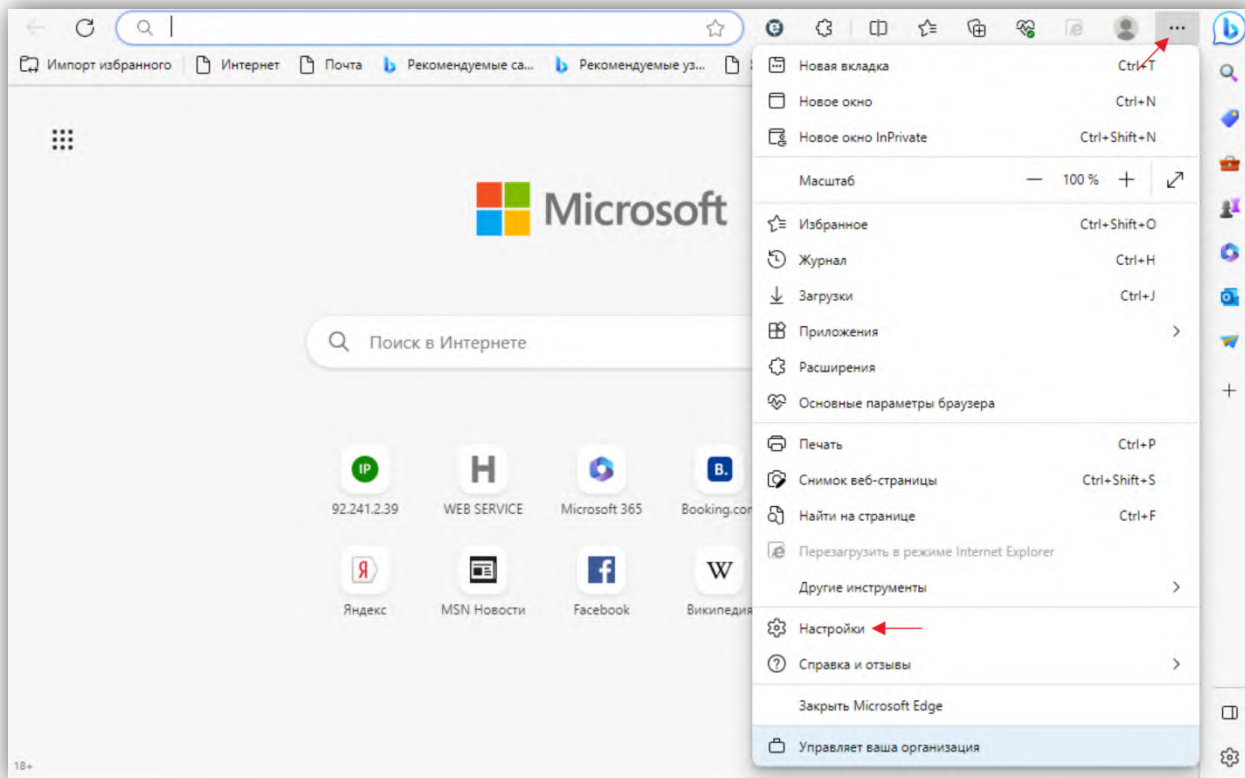 Импорт избранного Интернет Почта Рекомендуемые са... Рекомендуемые уз...
Microsoft
Поиск в Интернете
IP H B.
92.241.2.39 WEB SERVICE Microsoft 365 Booking.com
Я W
Яндекс MSN Новости Facebook Википедия
18+
Новая вкладка Ctrl+T
Новое окно Ctrl+N
Новое окно InPrivate Ctrl+Shift+N
Масштаб — 100 % +
Избранное Ctrl+Shift+O
Журнал Ctrl+H
Загрузки Ctrl+J
Приложения
Расширения
Основные параметры браузера
Печать Ctrl+P
Снимок веб-страницы Ctrl+Shift+S
Найти на странице Ctrl+F
Перезагрузить в режиме Internet Explorer
Другие инструменты
Настройки
Справка и отзывы
Закрыть Microsoft Edge
Управляет ваша организация